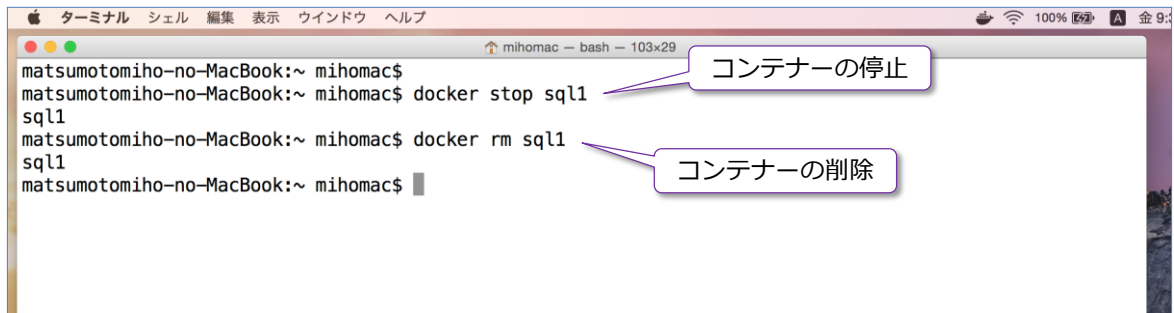 ターミナル シェル 編集 表示 ウインドウ ヘルプ 100% A 金 9:3
mihomac — bash — 103×29
matsumotomiho-no-MacBook:~ mihomac$
コンテナーの停止
matsumotomiho-no-MacBook:~ mihomac$ docker stop sql1
sql1
matsumotomiho-no-MacBook:~ mihomac$ docker rm sql1
sql1
コンテナーの削除
matsumotomiho-no-MacBook:~ mihomac$